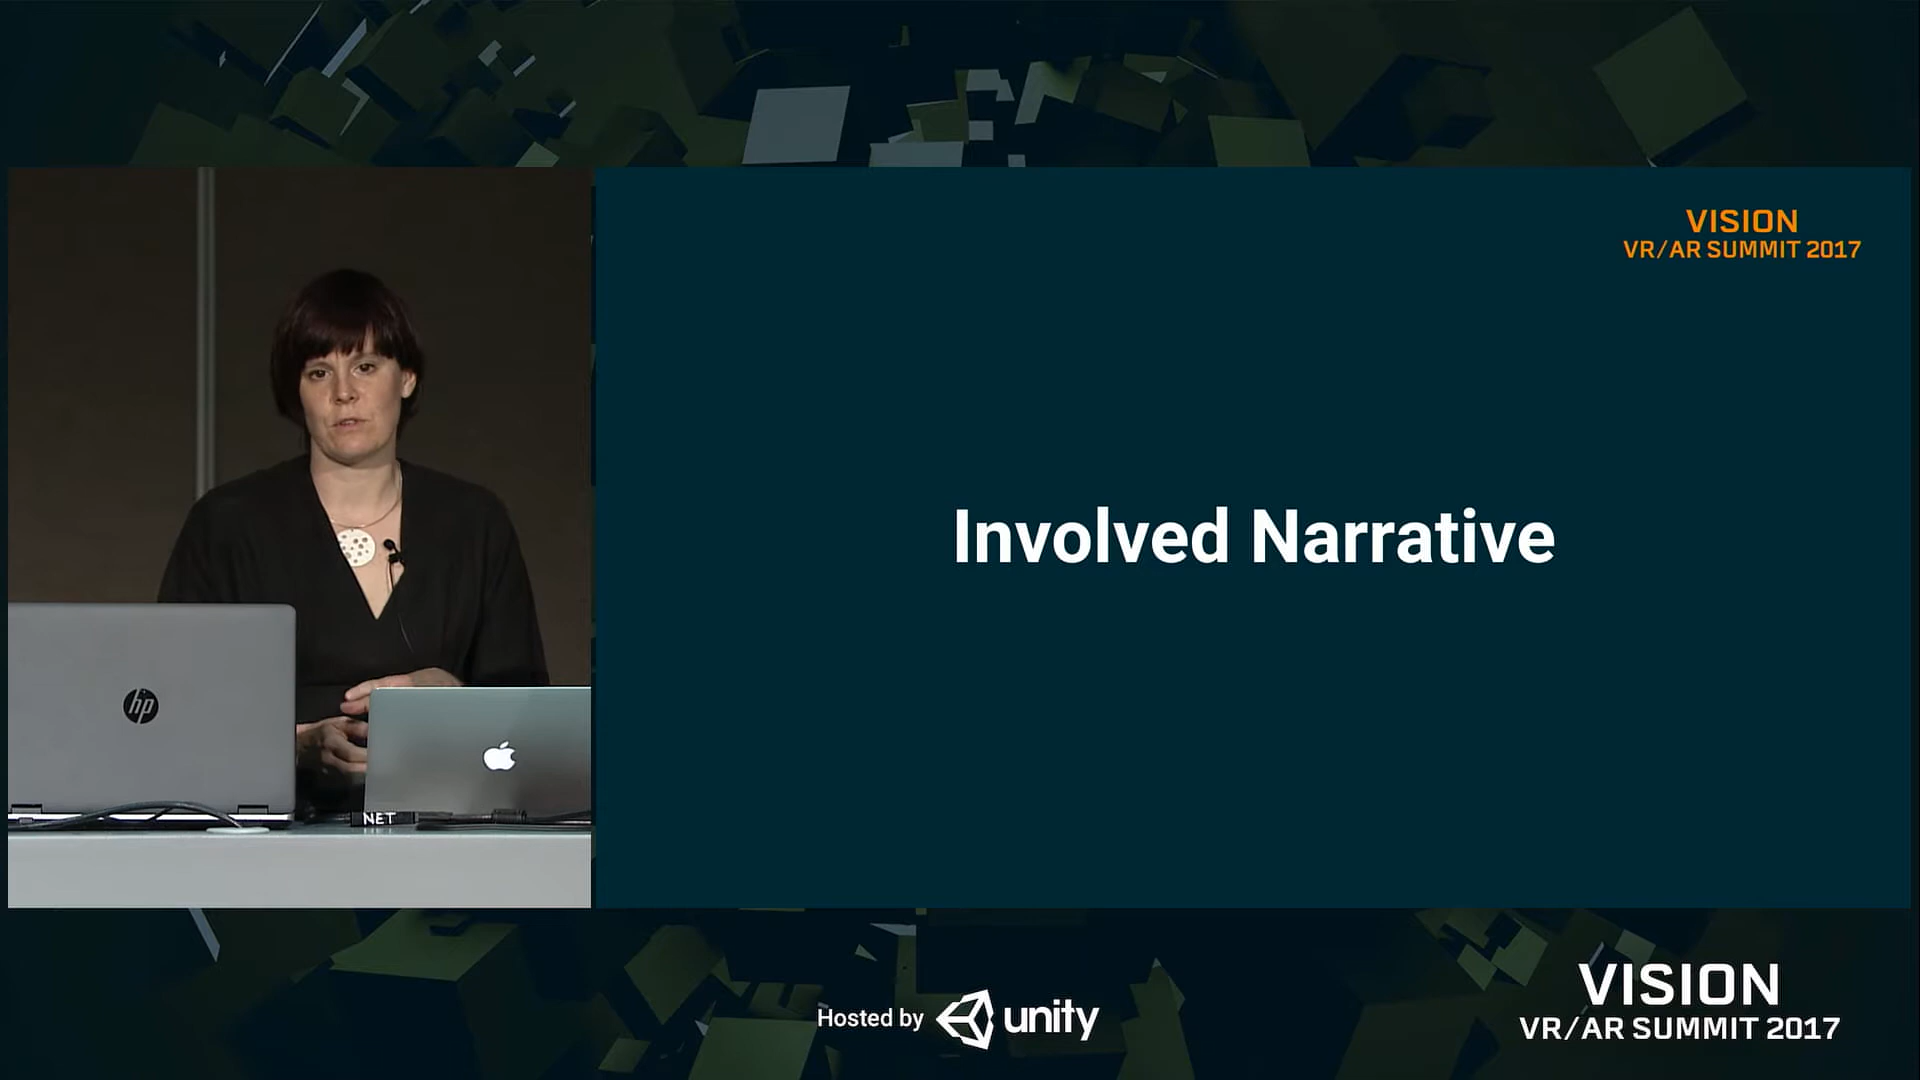 VISION
VR/AR SUMMIT 2017
Involved Narrative
hp
NET
Hosted by unity
VISION
VR/AR SUMMIT 2017